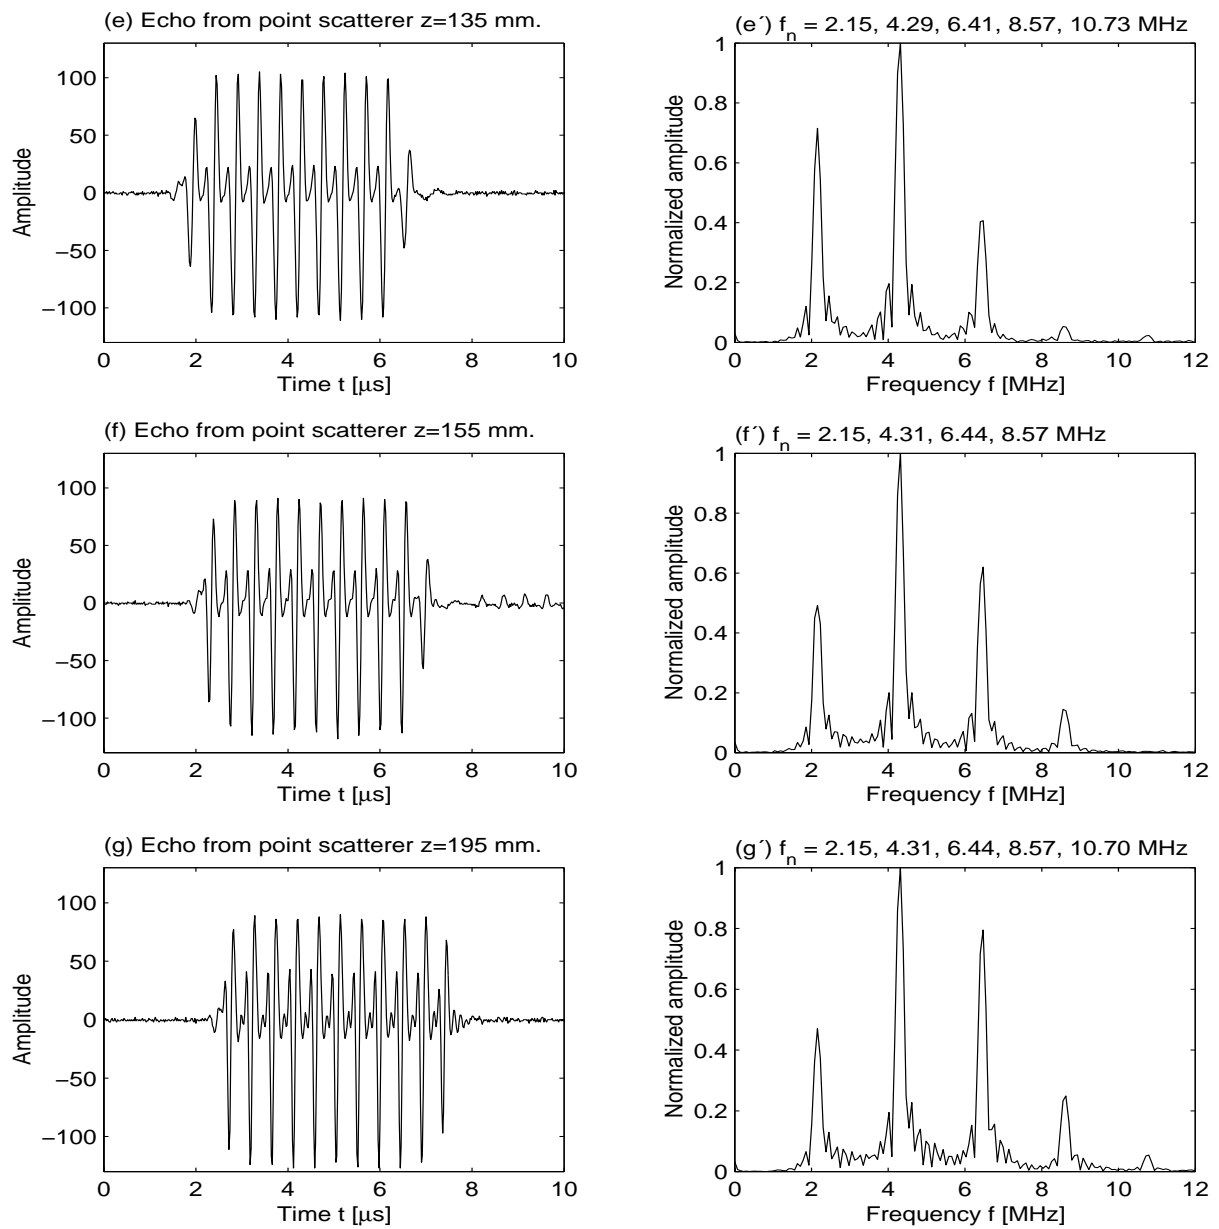 (e) Echo from point scatterer z=135 mm.
Amplitude
100
50
0
−50
−100
0 2 4 6 8 10
Time t [μs]
(e´) f_n = 2.15, 4.29, 6.41, 8.57, 10.73 MHz
Normalized amplitude
1
0.8
0.6
0.4
0.2
0
0 2 4 6 8 10 12
Frequency f [MHz]
(f) Echo from point scatterer z=155 mm.
Amplitude
100
50
0
−50
−100
0 2 4 6 8 10
Time t [μs]
(f´) f_n = 2.15, 4.31, 6.44, 8.57 MHz
Normalized amplitude
1
0.8
0.6
0.4
0.2
0
0 2 4 6 8 10 12
Frequency f [MHz]
(g) Echo from point scatterer z=195 mm.
Amplitude
100
50
0
−50
−100
0 2 4 6 8 10
Time t [μs]
(g´) f_n = 2.15, 4.31, 6.44, 8.57, 10.70 MHz
Normalized amplitude
1
0.8
0.6
0.4
0.2
0
0 2 4 6 8 10 12
Frequency f [MHz]